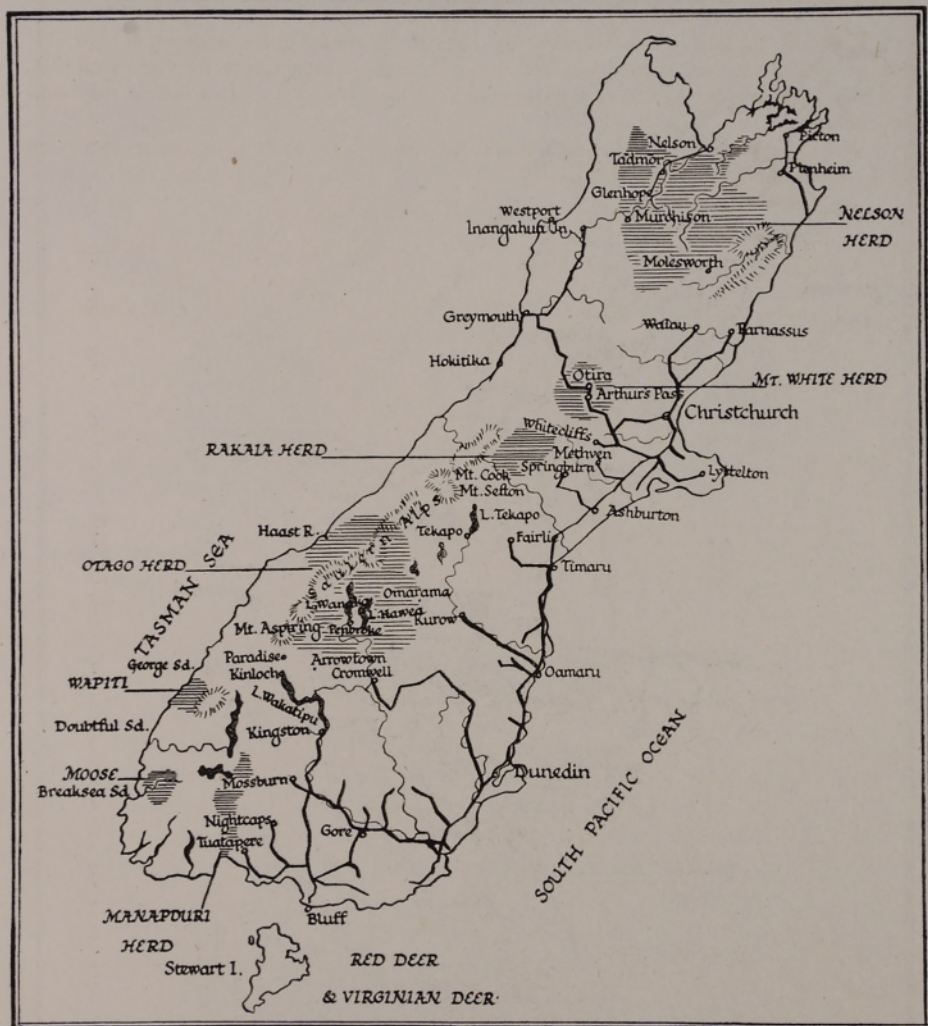 Picton
Nelson
Tadmor
Blenheim
Glenhope
Murchison
Westport
NELSON
HERD
Inangahua Jn.
Molesworth
Greymouth
Waiau
Parnassus
Hokitika
Otira
MT. WHITE HERD
Arthur's Pass
Christchurch
Whitecliffs
RAKAIA HERD
Methven
Springburn
Lyttelton
Mt. Cook
Mt. Sefton
L. Tekapo
Ashburton
Haast R.
Southern Alps
Tekapo
Fairlie
TASMAN SEA
OTAGO HERD
Timaru
Omarama
L. Wanaka
L. Hawea
Kurow
Mt. Aspiring
Pembroke
George Sd.
Paradise
Arrowtown
Kinloch
Cromwell
Oamaru
WAPITI
L. Wakatipu
Doubtful Sd.
Kingston
SOUTH PACIFIC OCEAN
MOOSE
Mossburn
Dunedin
Breaksea Sd.
Nightcaps
Gore
Tuatapere
MANAPOURI
HERD
Bluff
Stewart I.
RED DEER
& VIRGINIAN DEER.